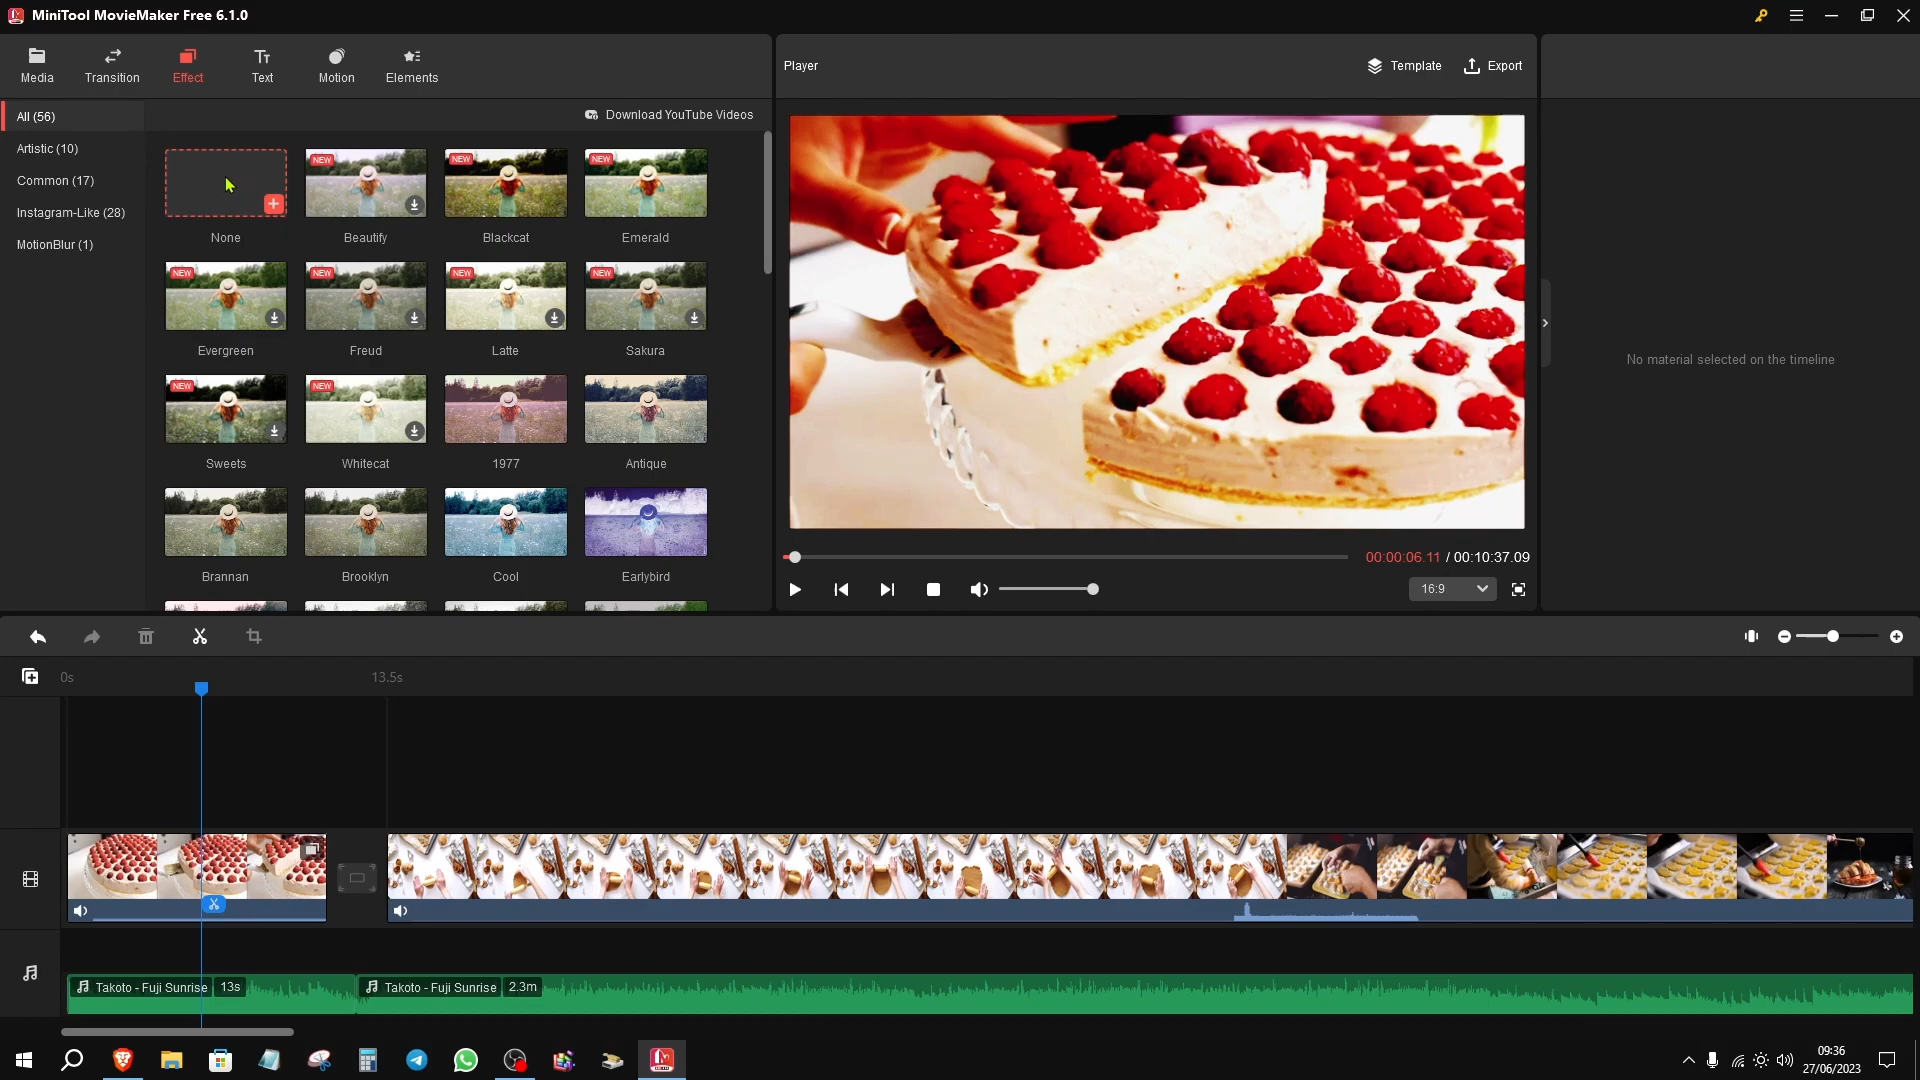 MiniTool MovieMaker Free 6.1.0
Media
Transition
Effect
Text
Motion
Elements
Player
Template
Export
All (56)
Download YouTube Videos
Artistic (10)
Common (17)
Instagram-Like (28)
MotionBlur (1)
NEW
NEW
NEW
None
Beautify
Blackcat
Emerald
NEW
NEW
NEW
NEW
Evergreen
Freud
Latte
Sakura
NEW
NEW
Sweets
Whitecat
1977
Antique
Brannan
Brooklyn
Cool
Earlybird
No material selected on the timeline
00:00:06.11 / 00:10:37.09
16:9
0s
13.5s
Takoto - Fuji Sunrise 13s
Takoto - Fuji Sunrise 2.3m
09:36
27/06/2023